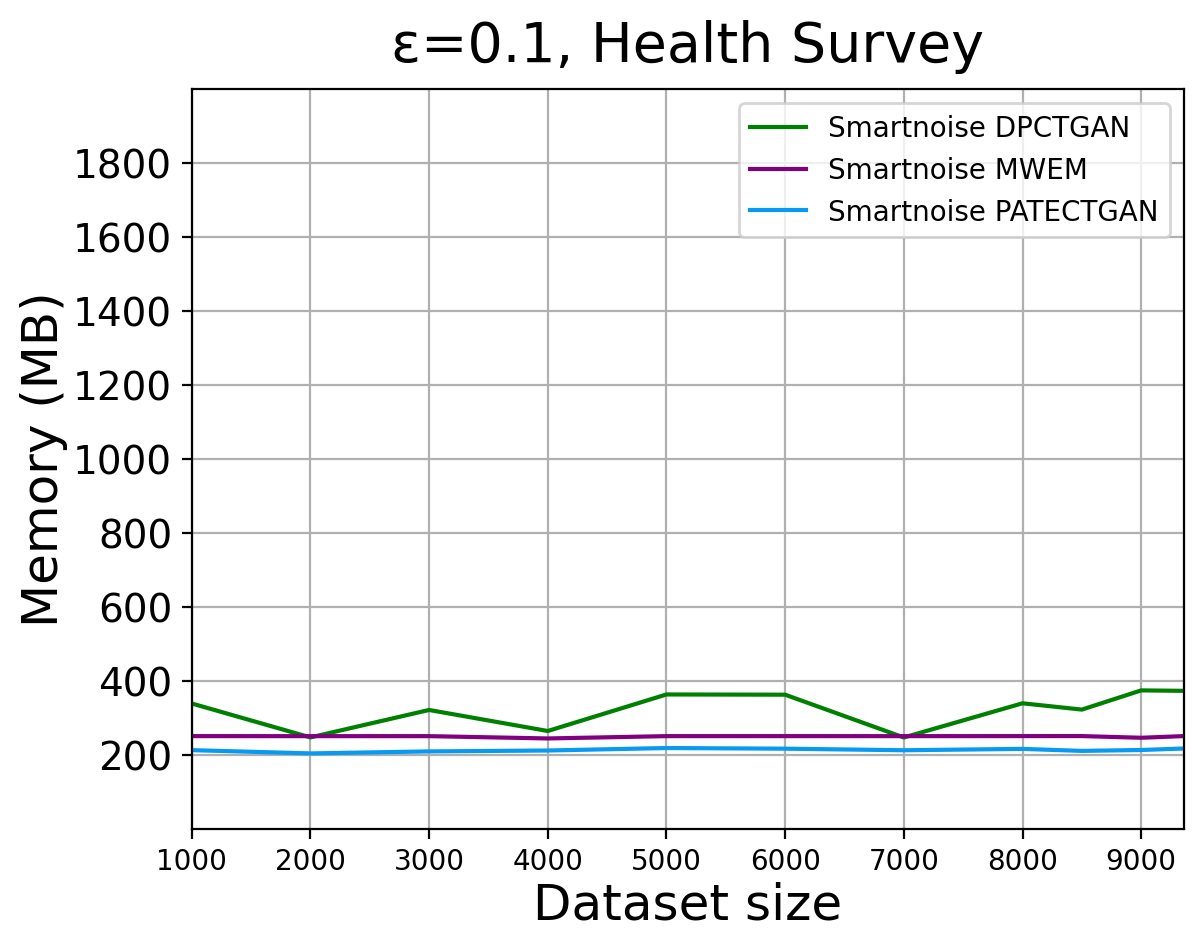 ε=0.1, Health Survey
Smartnoise DPCTGAN
Smartnoise MWEM
Smartnoise PATECTGAN
Memory (MB)
1800
1600
1400
1200
1000
800
600
400
200
1000 2000 3000 4000 5000 6000 7000 8000 9000
Dataset size